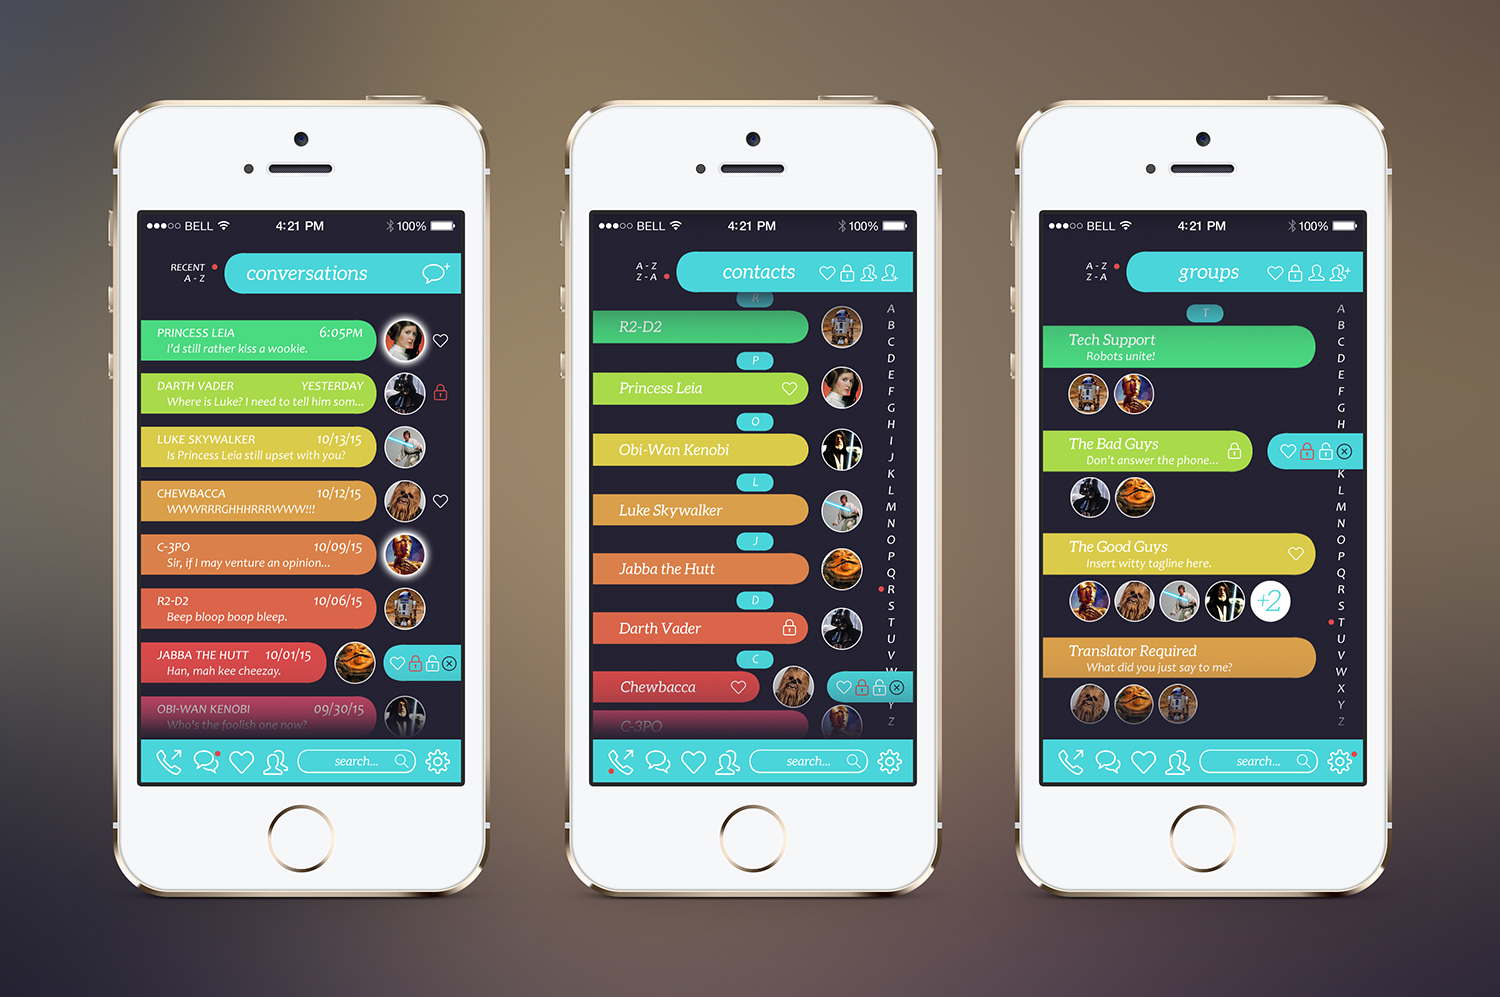 BELL 4:21 PM 100%
RECENT
A - Z
conversations
PRINCESS LEIA 6:05PM
I'd still rather kiss a wookie.
DARTH VADER YESTERDAY
Where is Luke? I need to tell him som...
LUKE SKYWALKER 10/13/15
Is Princess Leia still upset with you?
CHEWBACCA 10/12/15
WWWRRRGHHHRRRWWW!!!
C-3PO 10/09/15
Sir, if I may venture an opinion...
R2-D2 10/06/15
Beep bloop boop bleep.
JABBA THE HUTT 10/01/15
Han, mah kee cheezay.
OBI-WAN KENOBI 09/30/15
Who's the foolish one now?
search...
BELL 4:21 PM 100%
A - Z
Z - A
contacts
R
R2-D2
P
Princess Leia
O
Obi-Wan Kenobi
L
Luke Skywalker
J
Jabba the Hutt
D
Darth Vader
C
Chewbacca
C-3PO
A
B
C
D
E
F
G
H
I
J
K
L
M
N
O
P
Q
R
S
T
U
V
W
Y
Z
search...
BELL 4:21 PM 100%
A - Z
Z - A
groups
T
Tech Support
Robots unite!
The Bad Guys
Don't answer the phone...
The Good Guys
Insert witty tagline here.
+2
Translator Required
What did you just say to me?
A
B
C
D
E
F
G
H
K
L
M
N
O
P
Q
R
S
T
U
V
W
X
Y
Z
search...